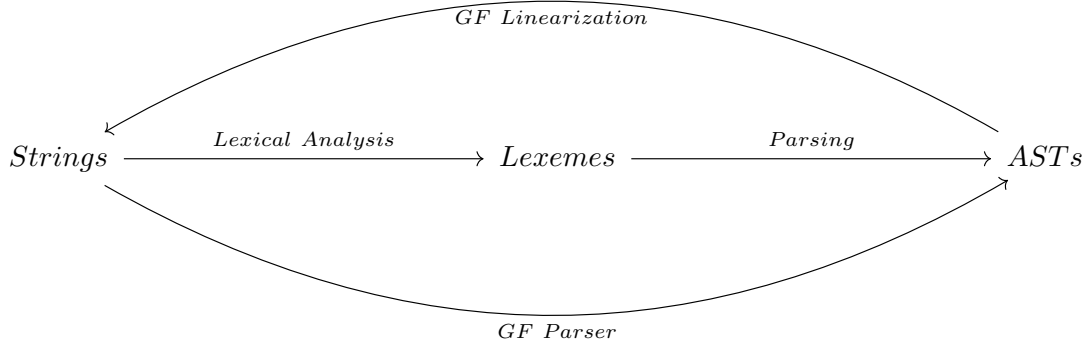 GF Linearization
Lexical Analysis
Parsing
Strings
Lexemes
ASTs
GF Parser